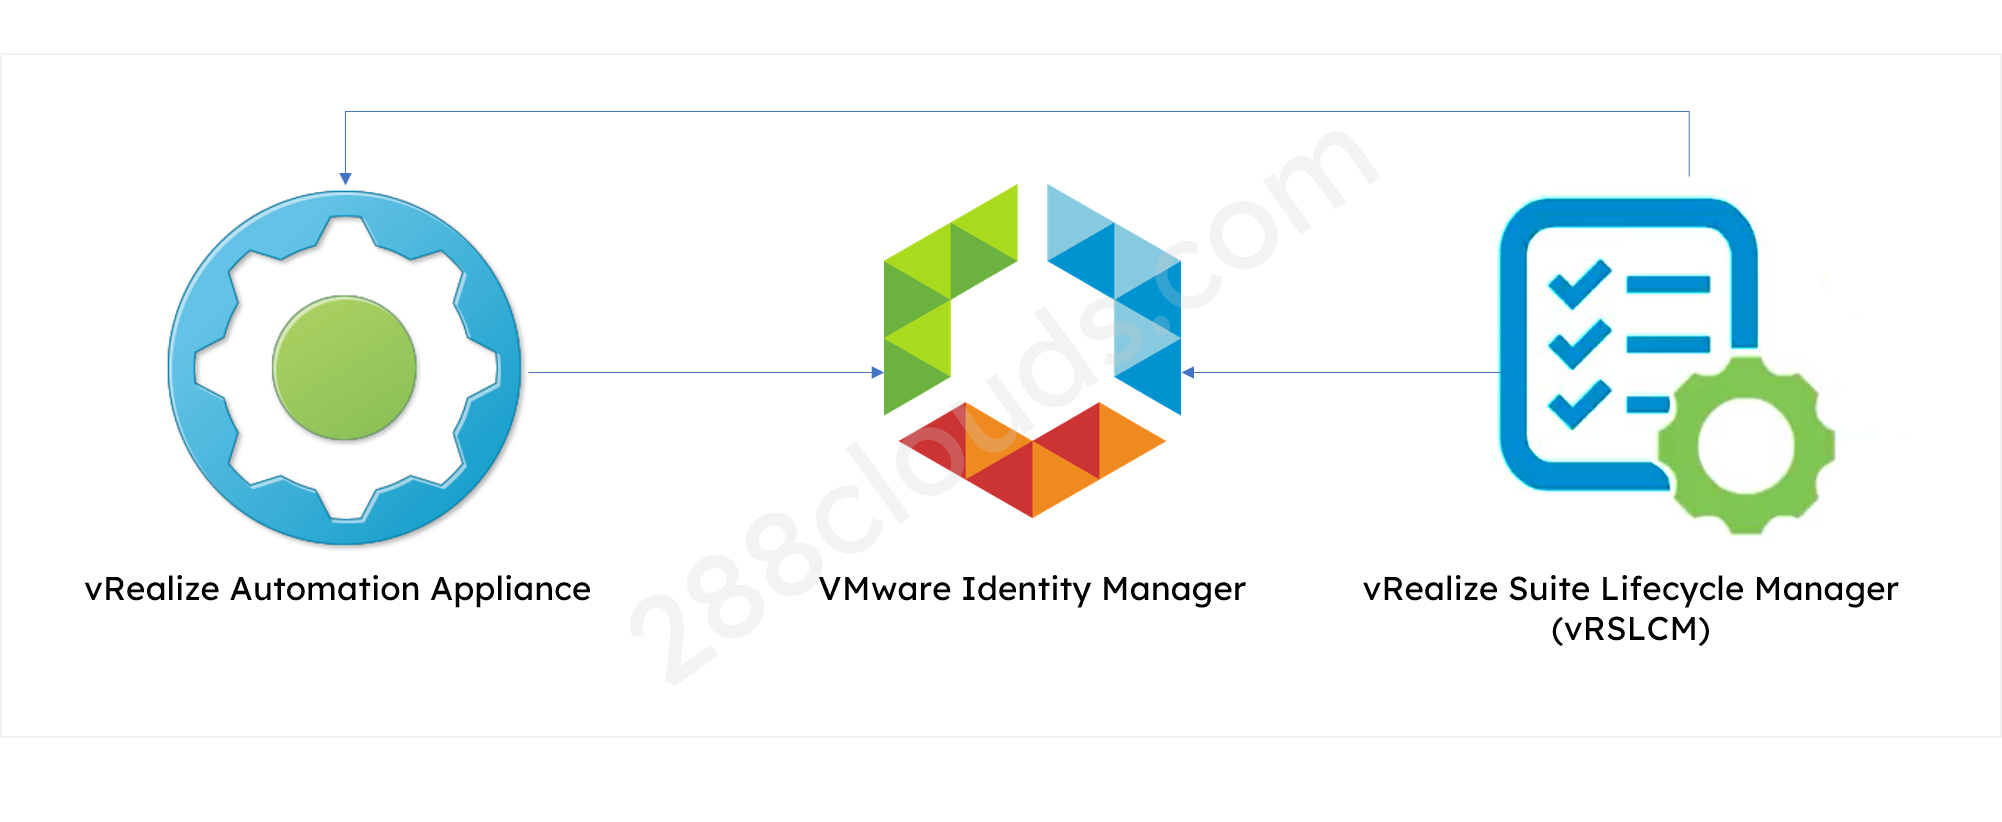 288clouds.com
vRealize Automation Appliance
VMware Identity Manager
vRealize Suite Lifecycle Manager
(vRSLCM)